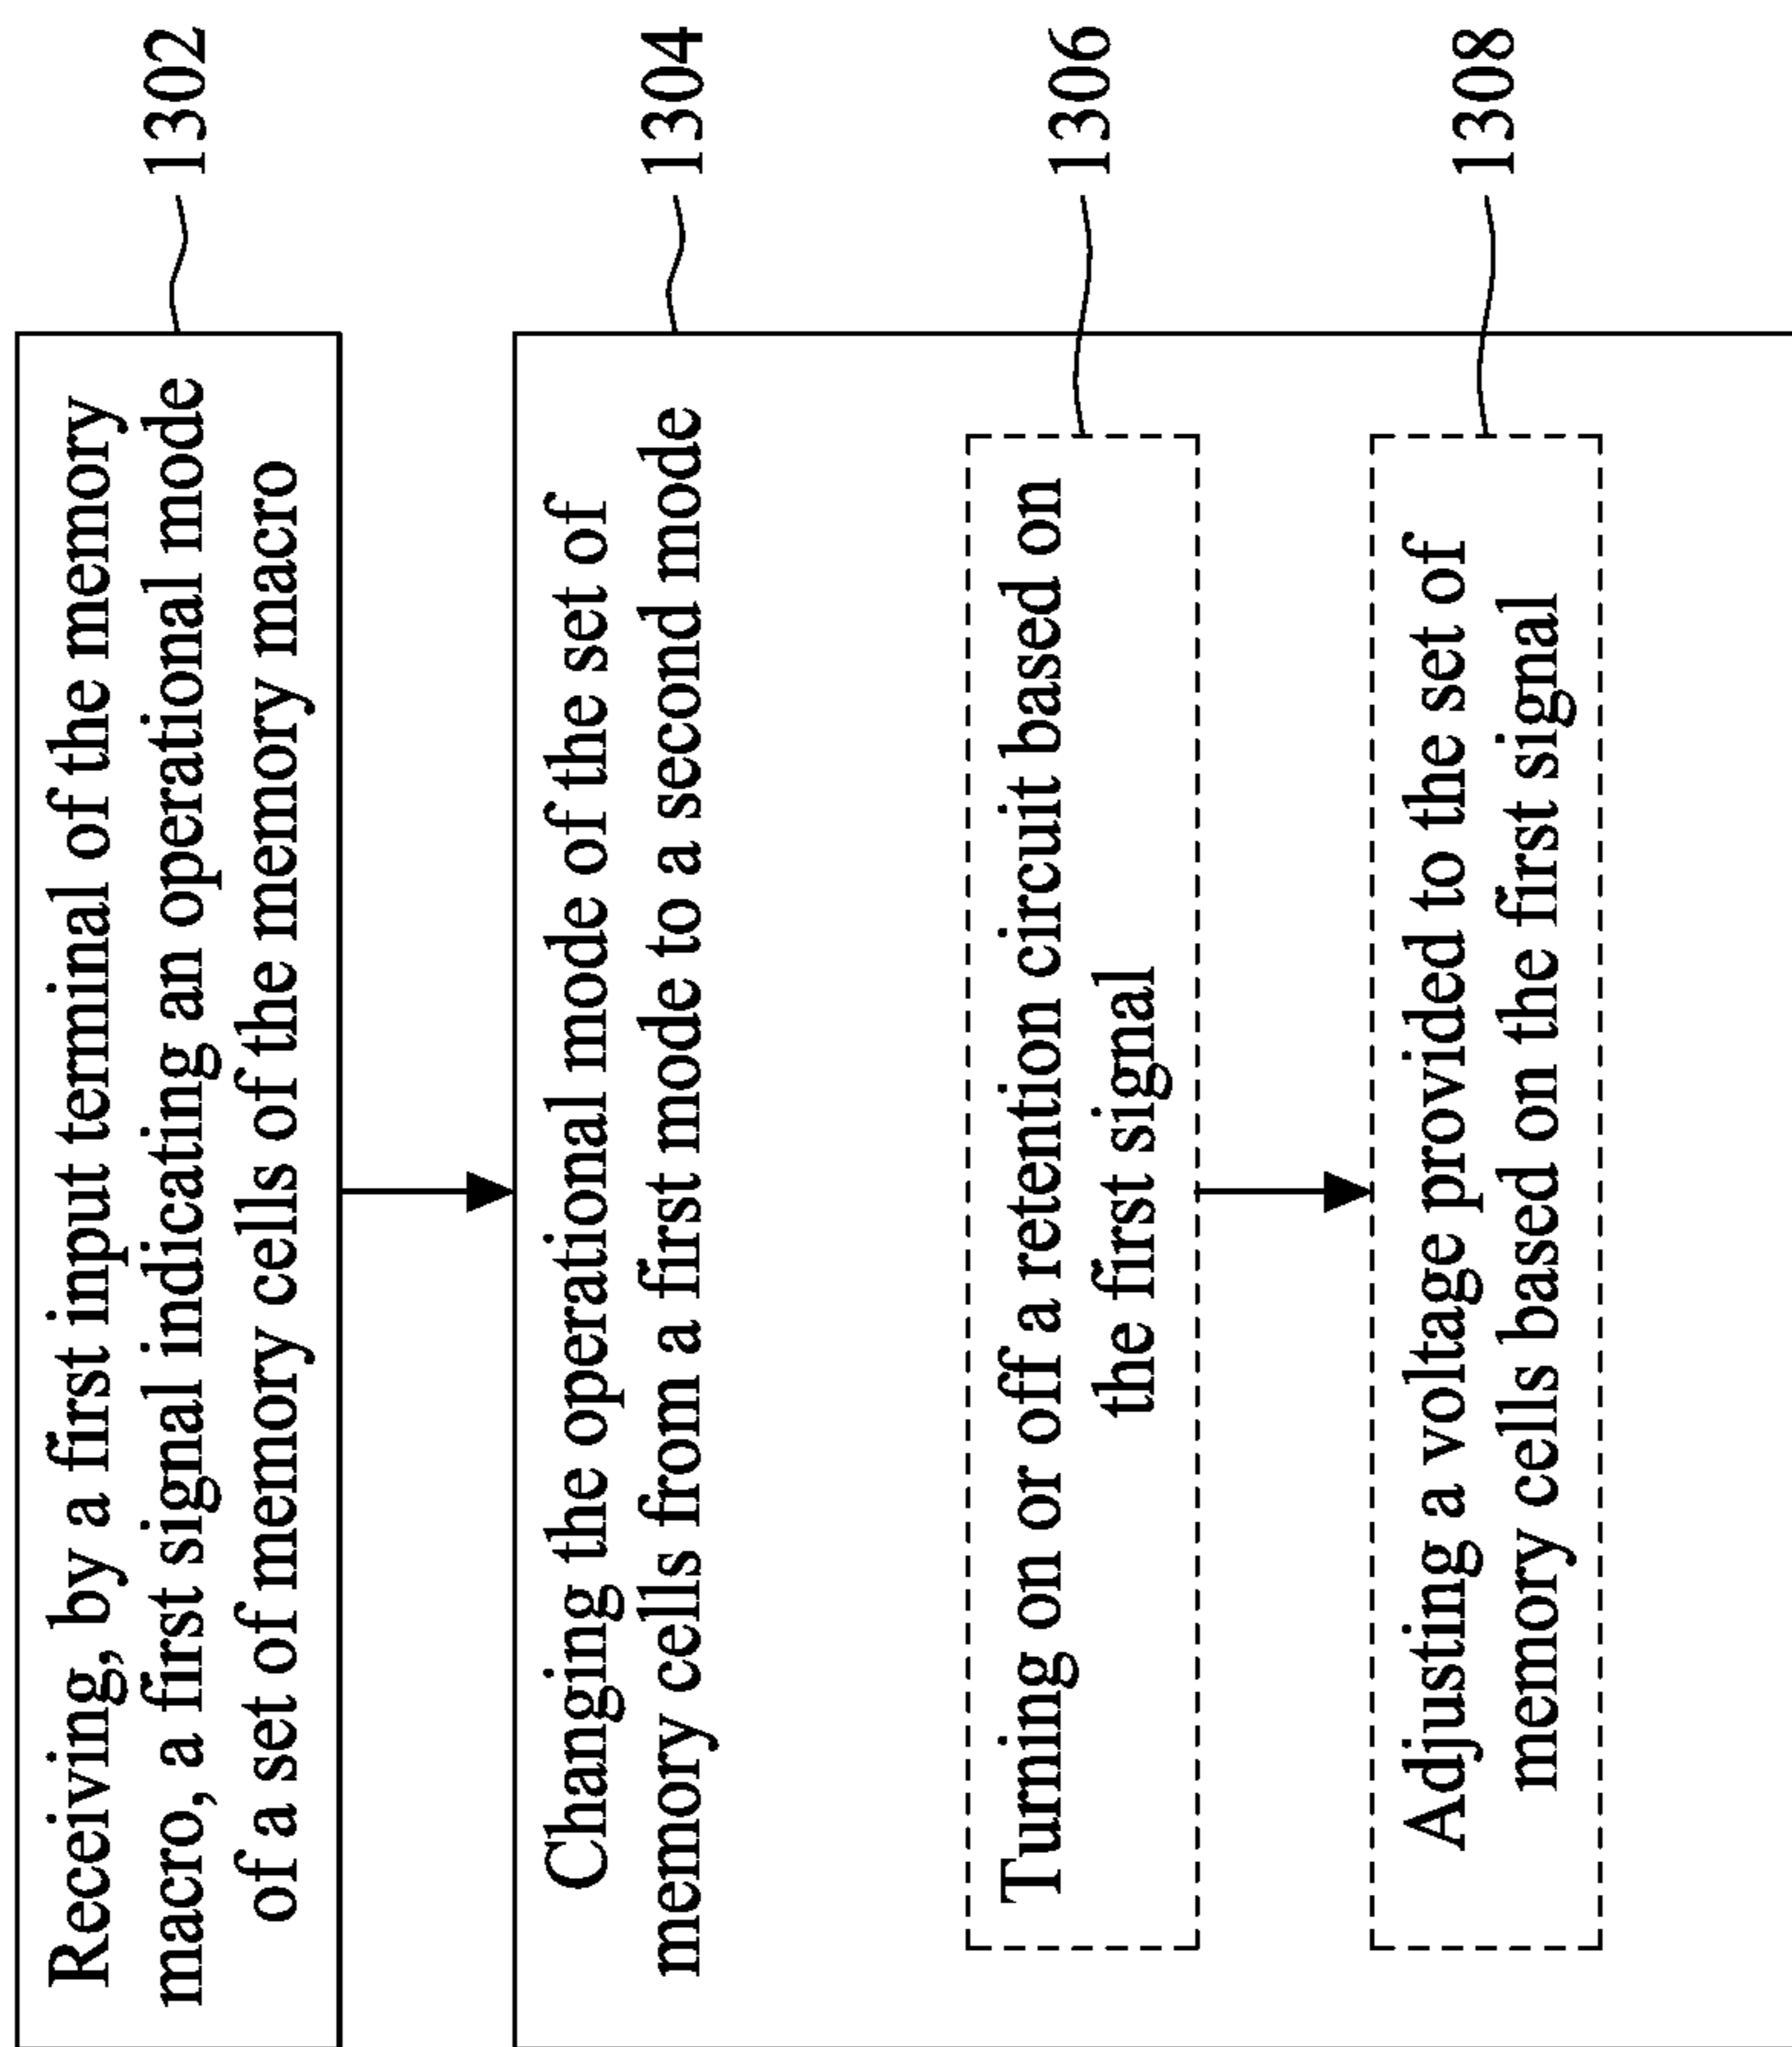 Receiving, by a first input terminal of the memory
macro, a first signal indicating an operational mode
of a set of memory cells of the memory macro
1302
Changing the operational mode of the set of
memory cells from a first mode to a second mode
1304
Turning on or off a retention circuit based on
the first signal
1306
Adjusting a voltage provided to the set of
memory cells based on the first signal
1308